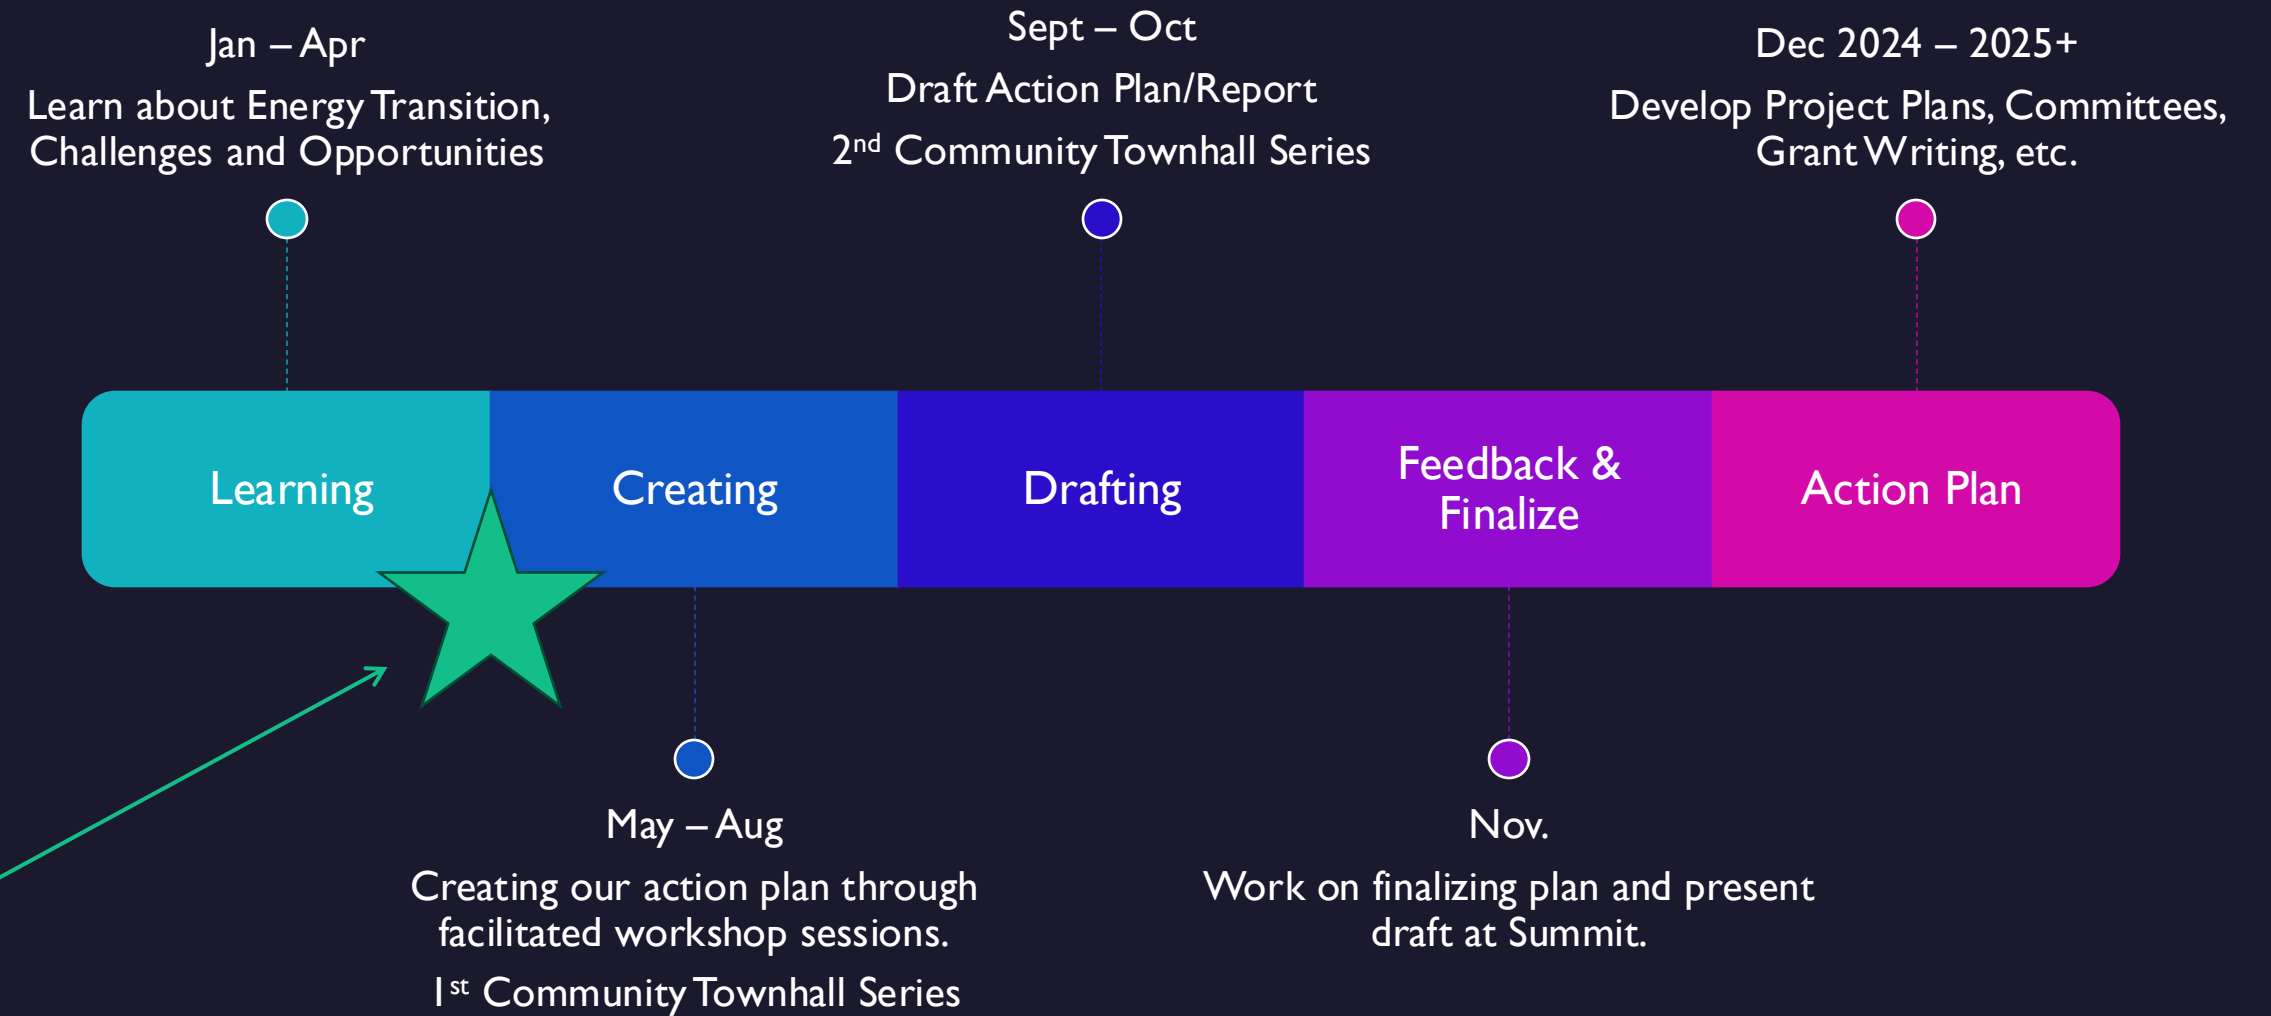 Jan – Apr
Learn about Energy Transition,
Challenges and Opportunities
Sept – Oct
Draft Action Plan/Report
2nd Community Townhall Series
Dec 2024 – 2025+
Develop Project Plans, Committees,
Grant Writing, etc.
Learning
Creating
Drafting
Feedback &
Finalize
Action Plan
May – Aug
Creating our action plan through
facilitated workshop sessions.
1st Community Townhall Series
Nov.
Work on finalizing plan and present
draft at Summit.